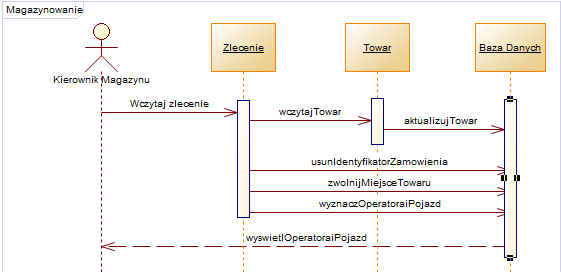 Magazynowanie
Zlecenie
Towar
Baza Danych
Kierownik Magazynu
Wczytaj zlecenie
wczytajTowar
aktualizujTowar
usunIdentyfikatorZamowienia
zwolnijMiejsceTowaru
wyznaczOperatoraiPojazd
wyswietlOperatoraiPojazd